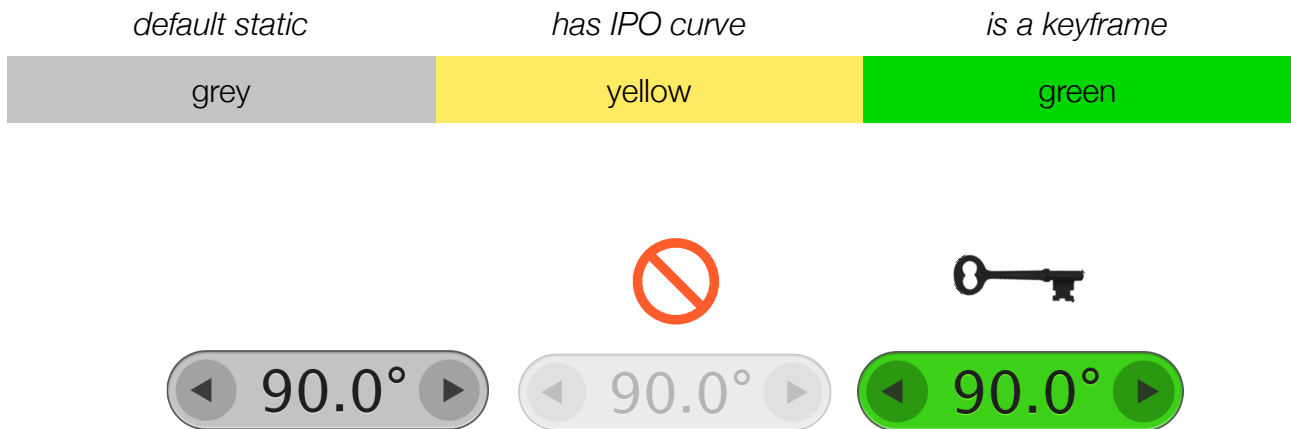 default static has IPO curve is a keyframe
grey yellow green
90.0° 90.0° 90.0°